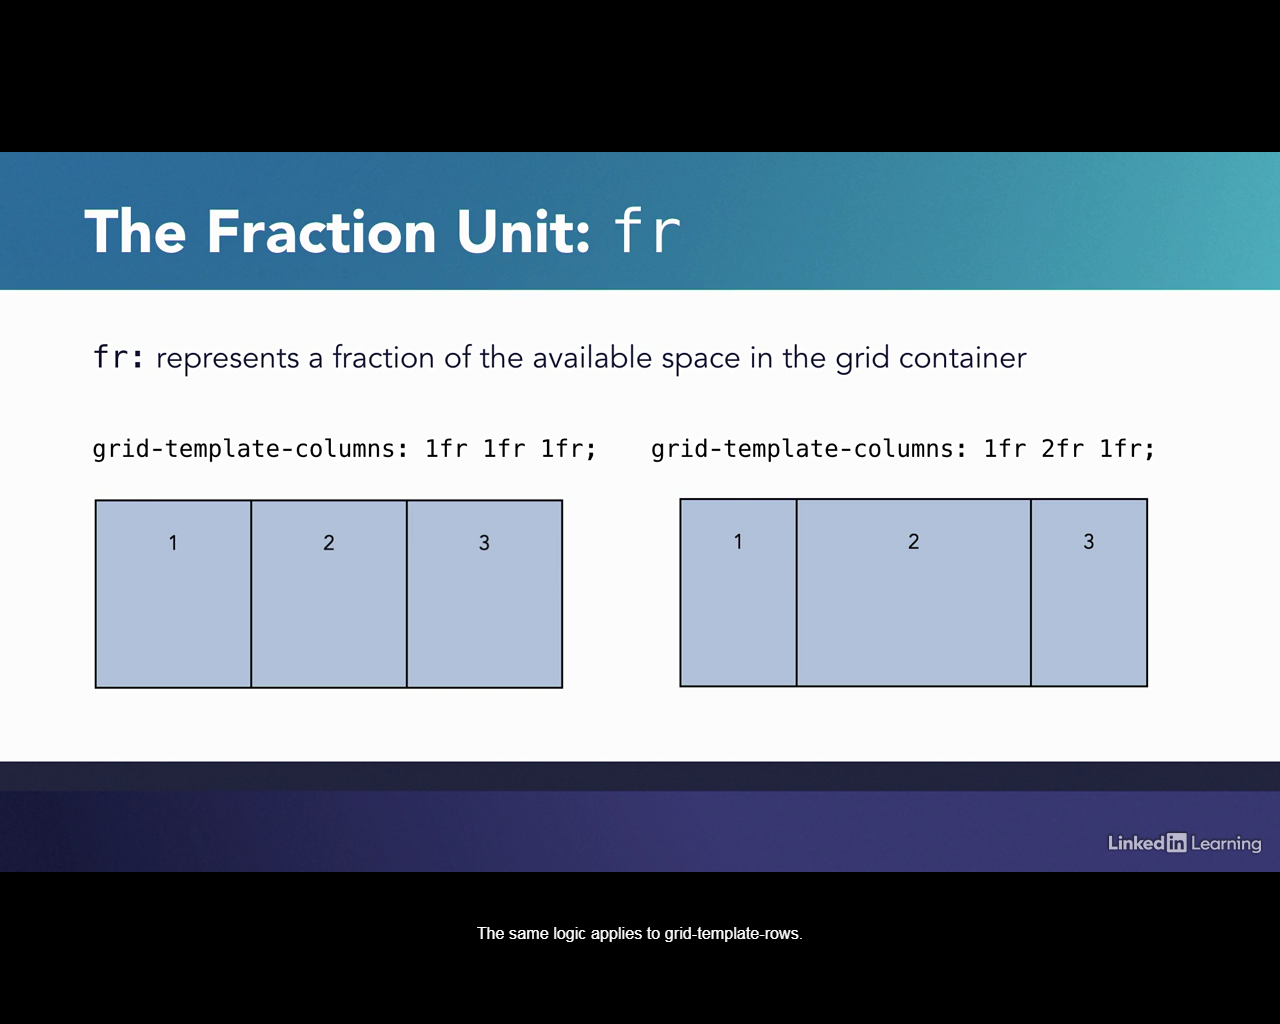 The Fraction Unit: fr
fr: represents a fraction of the available space in the grid container
grid-template-columns: 1fr 1fr 1fr;
1 2 3
grid-template-columns: 1fr 2fr 1fr;
1 2 3
Linked in Learning
The same logic applies to grid-template-rows.